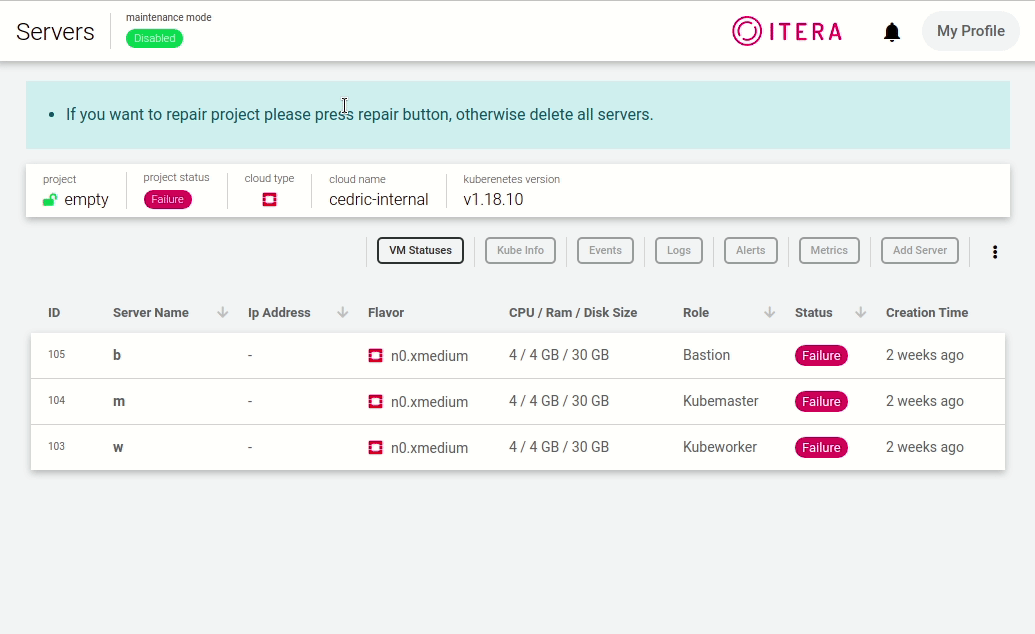 Servers
maintenance mode
Disabled
ITERA
My Profile
• If you want to repair project please press repair button, otherwise delete all servers.
project
empty
project status
Failure
cloud type
cloud name
cedric-internal
kuberenetes version
v1.18.10
VM Statuses Kube Info Events Logs Alerts Metrics Add Server
ID Server Name Ip Address Flavor CPU / Ram / Disk Size Role Status Creation Time
105 b - n0.xmedium 4 / 4 GB / 30 GB Bastion Failure 2 weeks ago
104 m - n0.xmedium 4 / 4 GB / 30 GB Kubemaster Failure 2 weeks ago
103 w - n0.xmedium 4 / 4 GB / 30 GB Kubeworker Failure 2 weeks ago